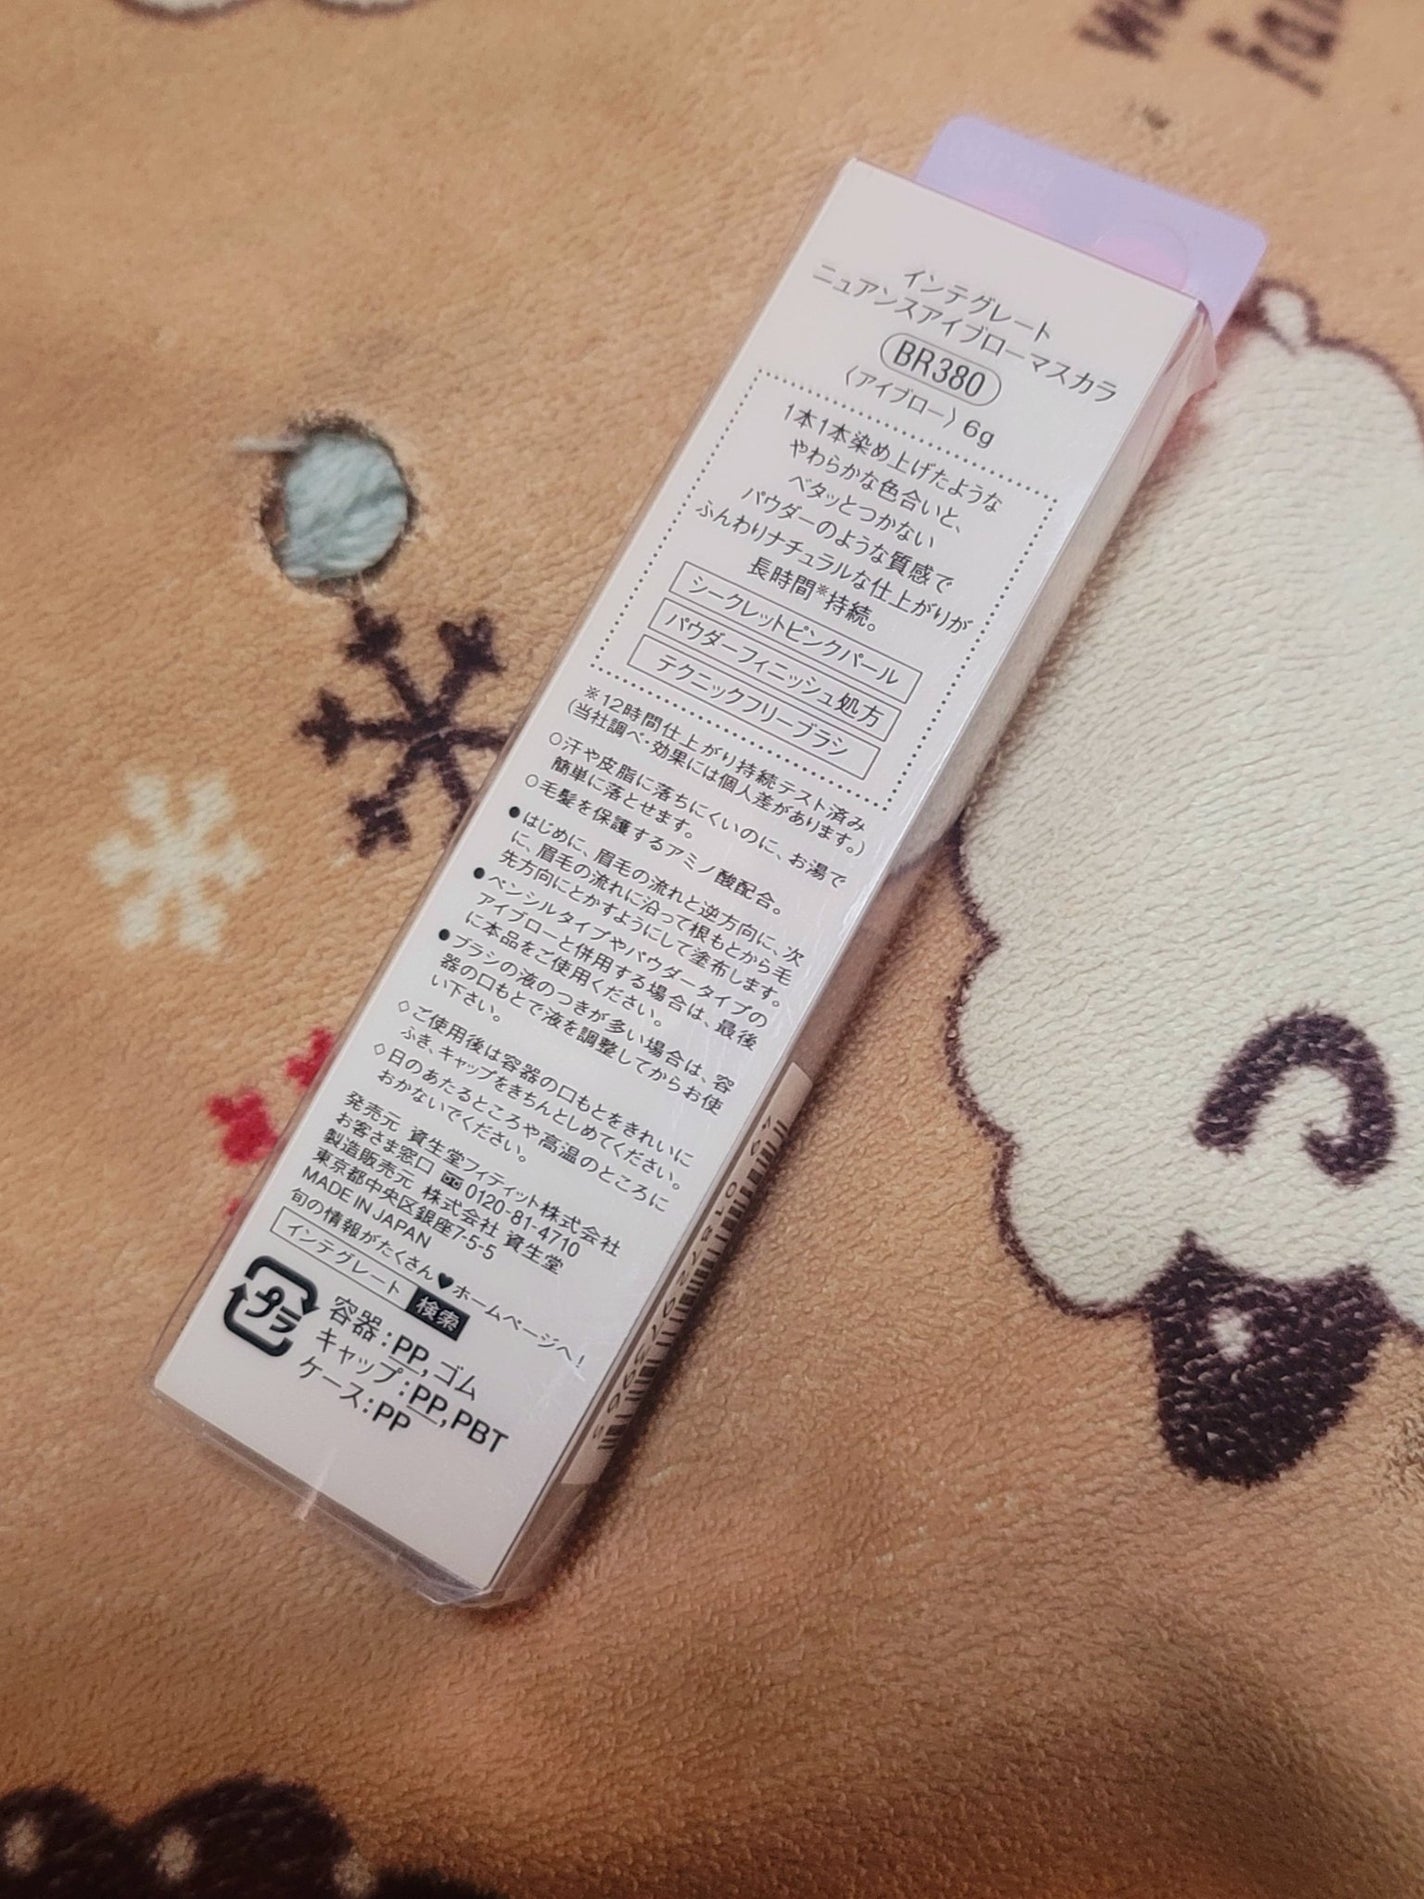 インテグレート
ニュアンスアイブローマスカラ
BR380
〈アイブロー〉6g
1本1本染め上げたような
やわらかな色合いと、
ベタッとつかない
パウダーのような質感で
ふんわりナチュラルな仕上がりが
長時間※持続。
シークレットピンクパール
パウダーフィニッシュ処方
テクニックフリーブラシ
※12時間仕上がり持続テスト済み
(当社調べ・効果には個人差があります。)
○汗や皮脂に落ちにくいのに、お湯で
簡単に落とせます。
○毛髪を保護するアミノ酸配合。
●はじめに、眉毛の流れと逆方向に、次
に、眉毛の流れに沿って根もとから毛
先方向にとかすようにして塗布します。
●ペンシルタイプやパウダータイプの
アイブローと併用する場合は、最後
に本品をご使用ください。
●ブラシの液のつきが多い場合は、容
器の口もとで液を調整してからお使
い下さい。
◇ご使用後は容器の口もとをきれいに
ふき、キャップをきちんとしめてください。
◇日のあたるところや高温のところに
おかないでください。
発売元 資生堂フィティット株式会社
お客さま窓口 0120-81-4710
製造販売元 株式会社 資生堂
東京都中央区銀座7-5-5
MADE IN JAPAN
旬の情報がたくさん♥ホームページへ!
インテグレート 検索
プラ
容器:PP,ゴム
キャップ:PP,PBT
ケース:PP